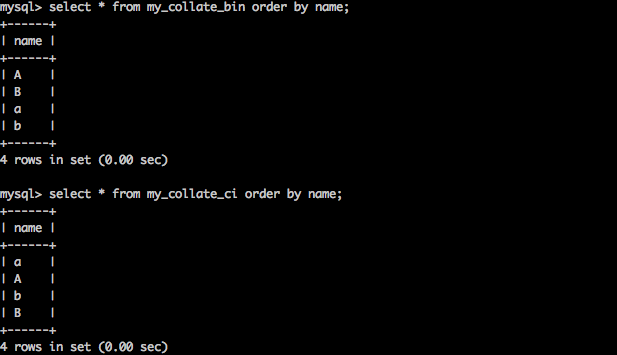 mysql> select * from my_collate_bin order by name;
+------+
| name |
+------+
| A    |
| B    |
| a    |
| b    |
+------+
4 rows in set (0.00 sec)
mysql> select * from my_collate_ci order by name;
+------+
| name |
+------+
| a    |
| A    |
| b    |
| B    |
+------+
4 rows in set (0.00 sec)